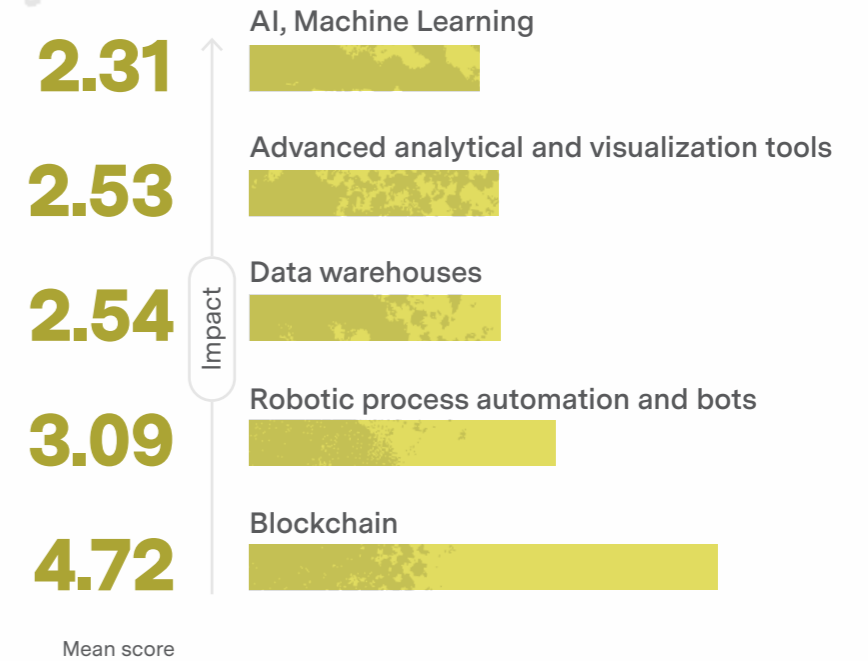 AI, Machine Learning
2.31
Advanced analytical and visualization tools
2.53
Data warehouses
2.54
Impact
Robotic process automation and bots
3.09
Blockchain
4.72
Mean score